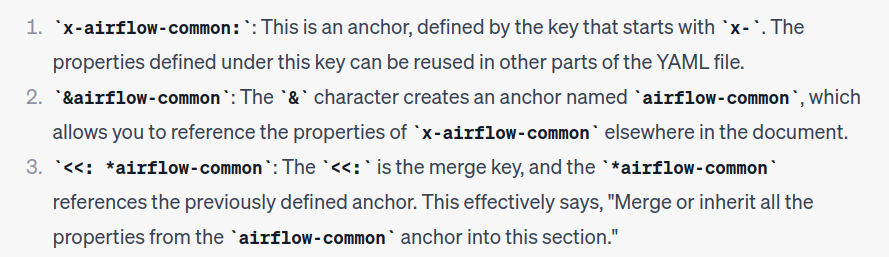 1. `x-airflow-common:`: This is an anchor, defined by the key that starts with `x-`. The
properties defined under this key can be reused in other parts of the YAML file.
2. `&airflow-common`: The `&` character creates an anchor named `airflow-common`, which
allows you to reference the properties of `x-airflow-common` elsewhere in the document.
3. `<<: *airflow-common`: The `<<:` is the merge key, and the `*airflow-common`
references the previously defined anchor. This effectively says, "Merge or inherit all the
properties from the `airflow-common` anchor into this section."